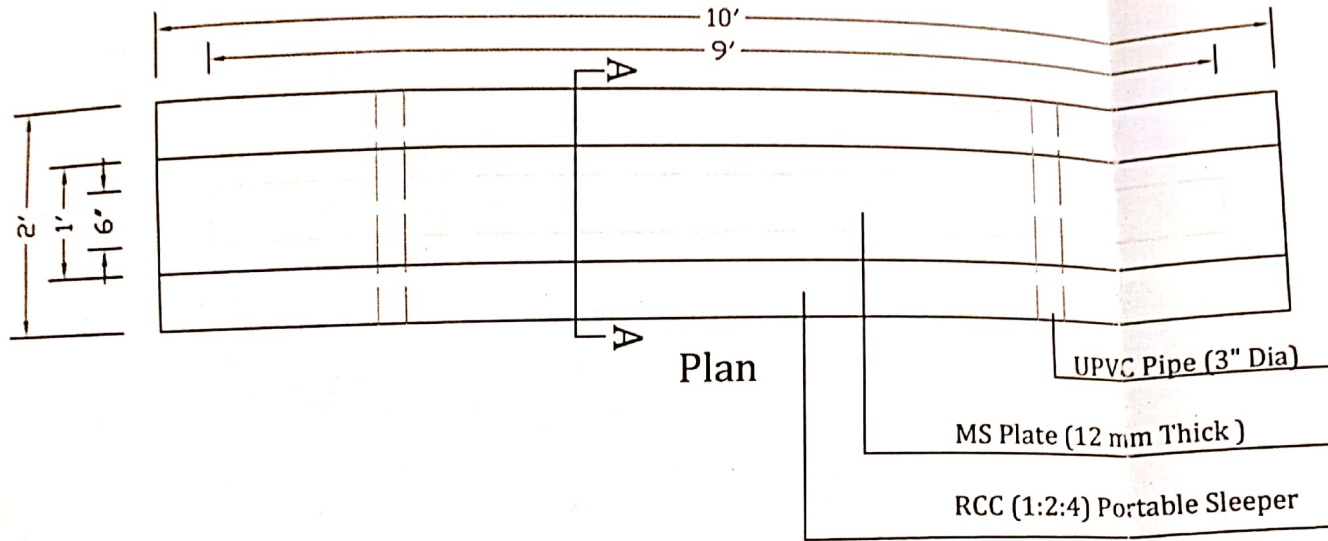 10'
9'
A
2'
1'
6"
A
Plan
UPVC Pipe (3" Dia)
MS Plate (12 mm Thick )
RCC (1:2:4) Portable Sleeper